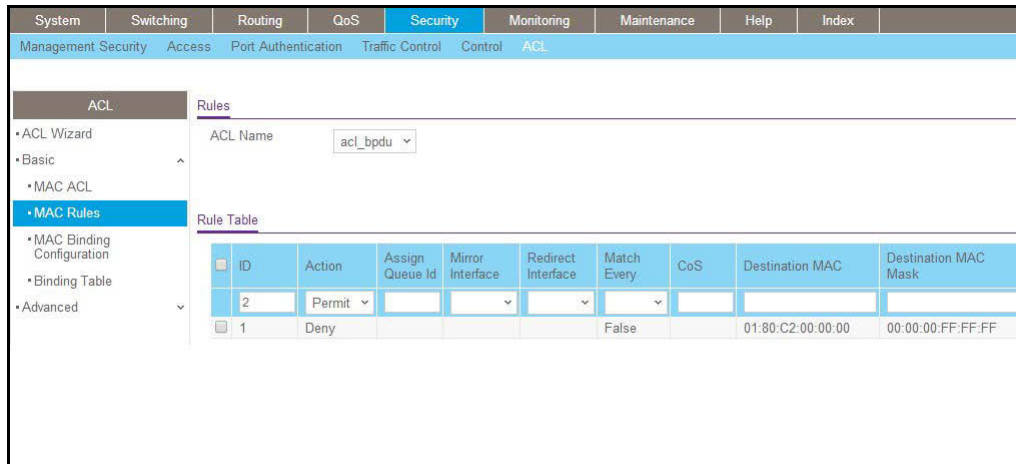 System Switching Routing QoS Security Monitoring Maintenance Help Index
Management Security Access Port Authentication Traffic Control Control ACL
ACL
ACL Wizard
Basic
MAC ACL
MAC Rules
MAC Binding
Configuration
Binding Table
Advanced
Rules
ACL Name acl_bpdu
Rule Table
ID Action Assign Queue Id Mirror Interface Redirect Interface Match Every CoS Destination MAC Destination MAC Mask
2 Permit
1 Deny False 01:80:C2:00:00:00 00:00:00:FF:FF:FF